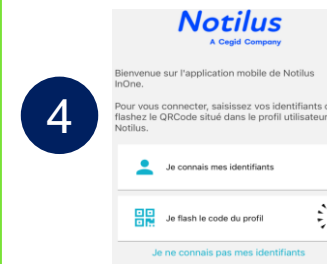 Notilus
A Cegid Company
4
Bienvenue sur l'application mobile de Notilus
InOne.
Pour vous connecter, saisissez vos identifiants
flashez le QRCode situé dans le profil utilisateur
Notilus.
Je connais mes identifiants
Je flash le code du profil
Je ne connais pas mes identifiants